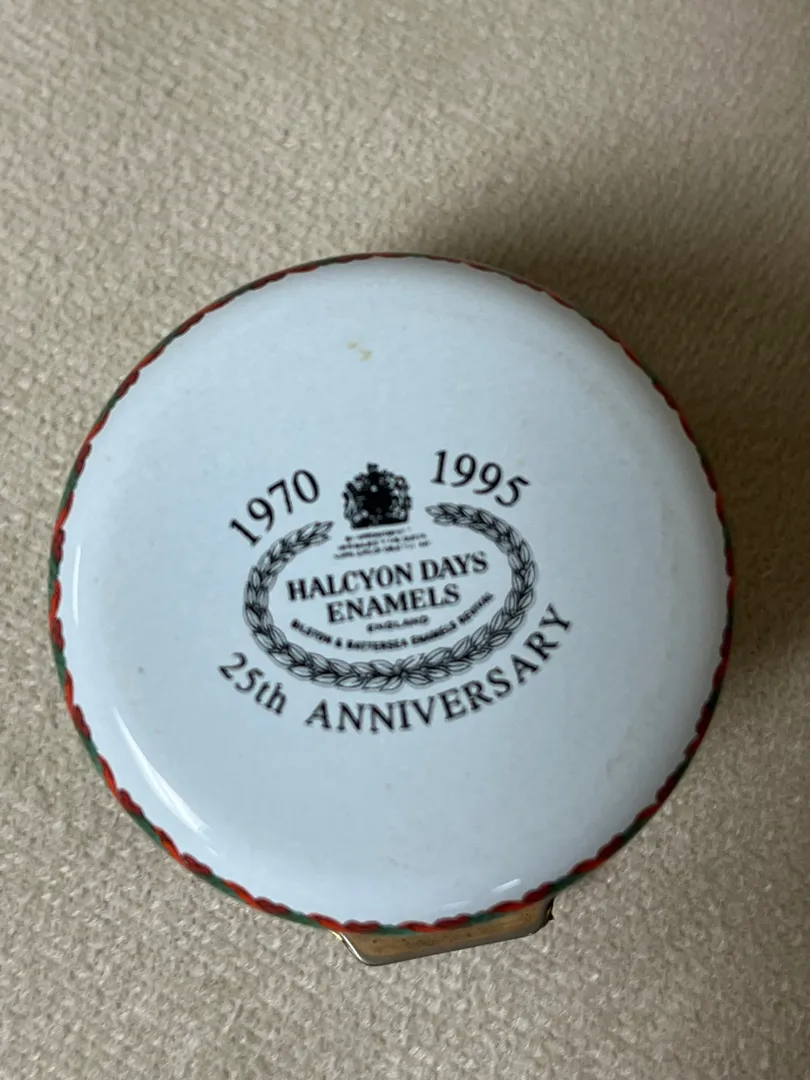 1970 1995
HALCYON DAYS
ENAMELS
ENGLAND
BILSTON & BATTERSEA ENAMELS REVIVAL
25th ANNIVERSARY